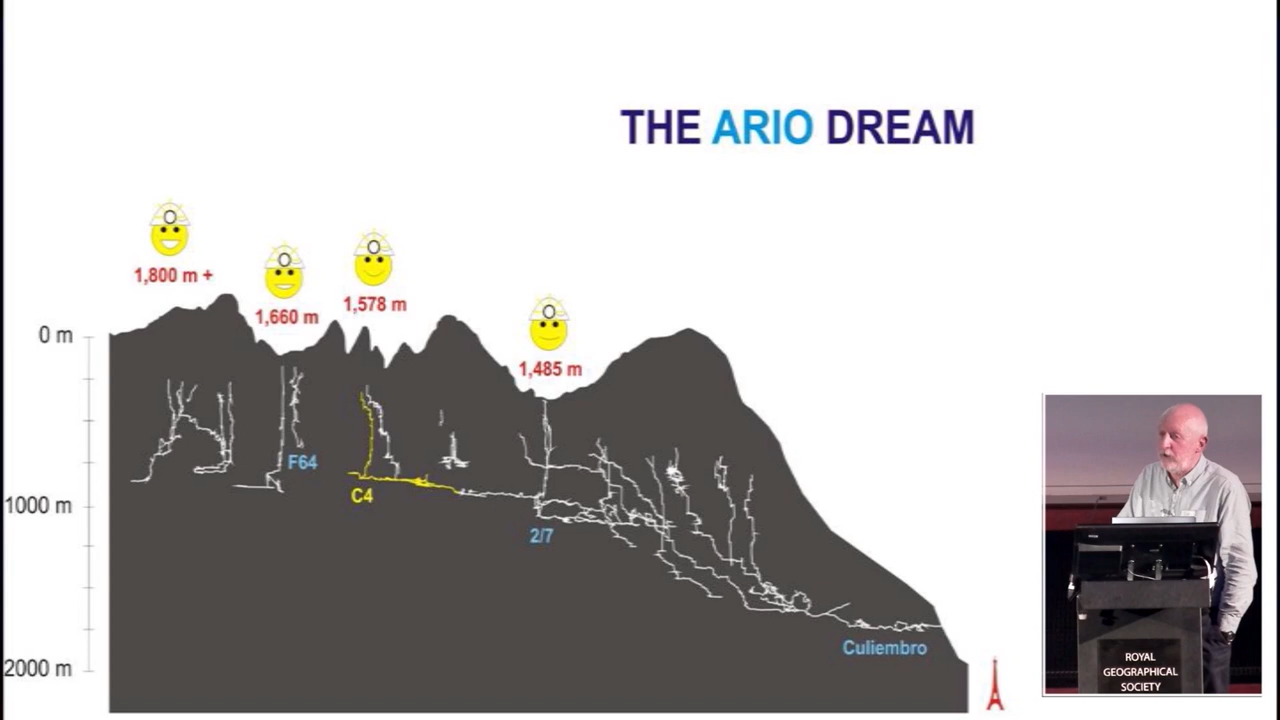 THE ARIO DREAM
1,800 m +
1,660 m
1,578 m
1,485 m
0 m
1000 m
2000 m
F64
C4
2/7
Culiembro
ROYAL
GEOGRAPHICAL
SOCIETY